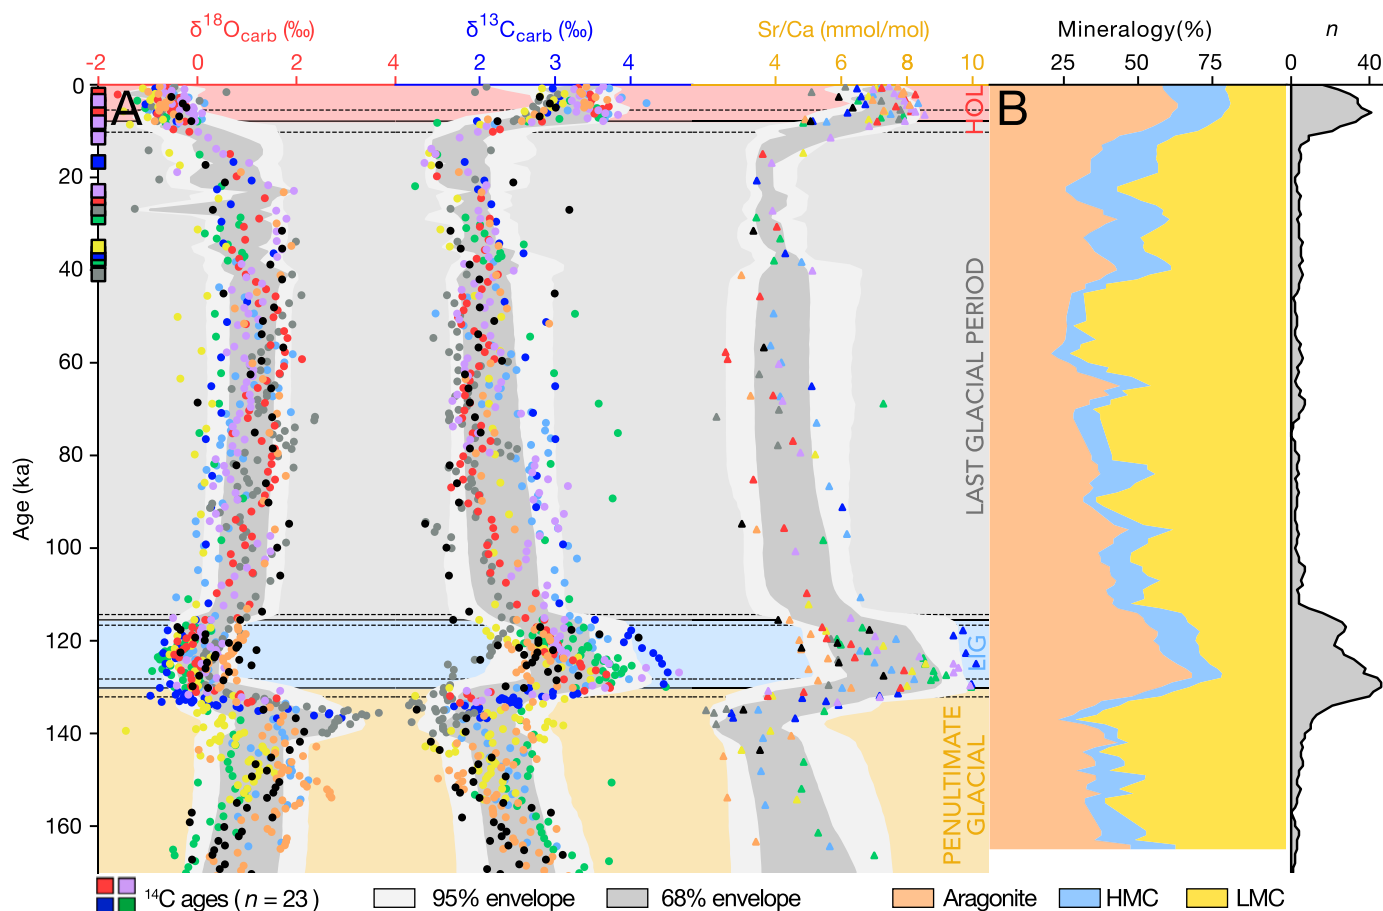 δ18Ocarb (‰) δ13Ccarb (‰) Sr/Ca (mmol/mol) Mineralogy(%) n
-2 0 2 4 2 3 4 4 6 8 10 25 50 75 0 40
A B
HOL
LAST GLACIAL PERIOD
LIG
PENULTIMATE
GLACIAL
Age (ka)
0
20
40
60
80
100
120
140
160
14C ages (n = 23) 95% envelope 68% envelope Aragonite HMC LMC